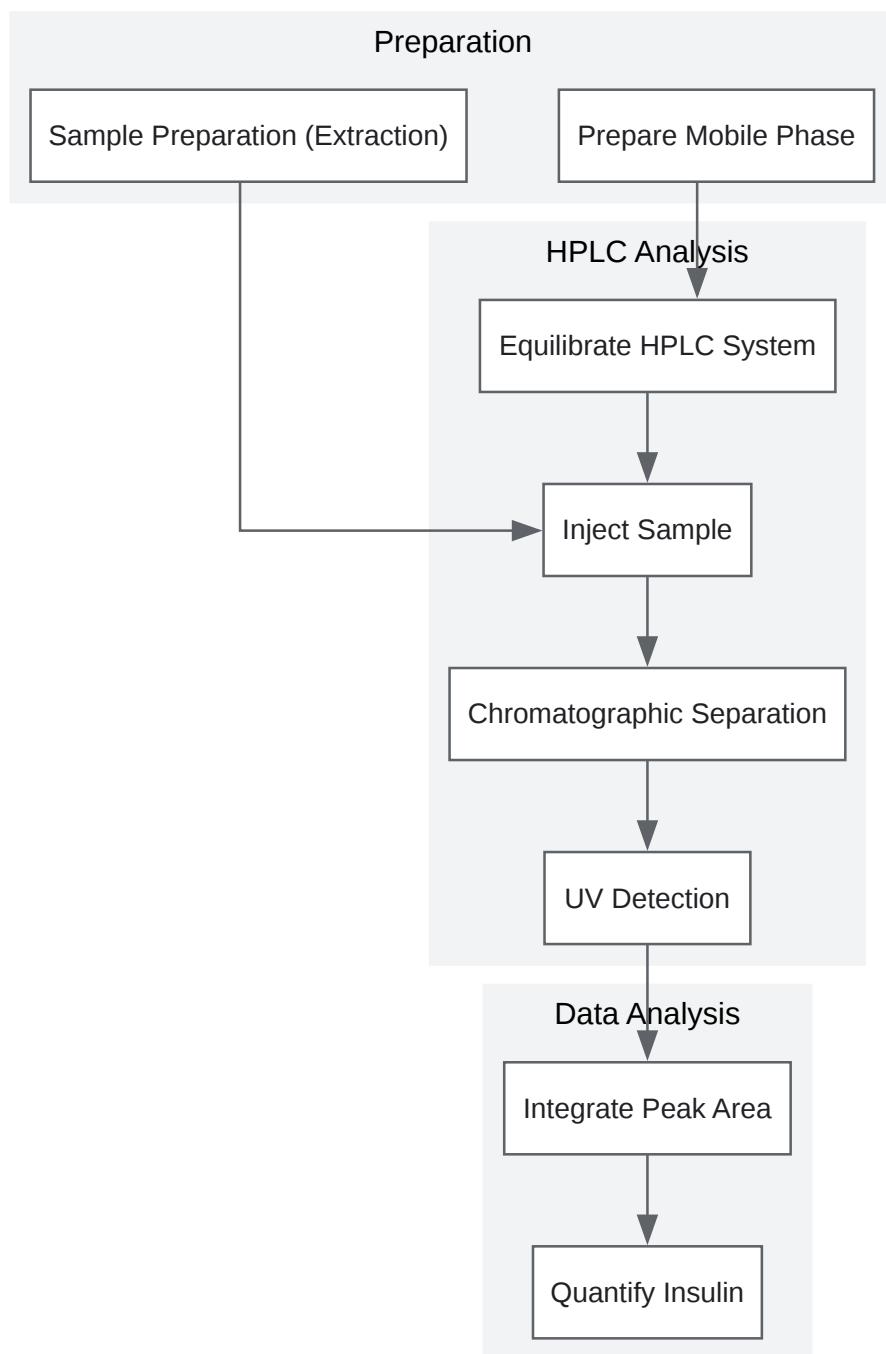 Preparation
Sample Preparation (Extraction)
Prepare Mobile Phase
HPLC Analysis
Equilibrate HPLC System
Inject Sample
Chromatographic Separation
UV Detection
Data Analysis
Integrate Peak Area
Quantify Insulin